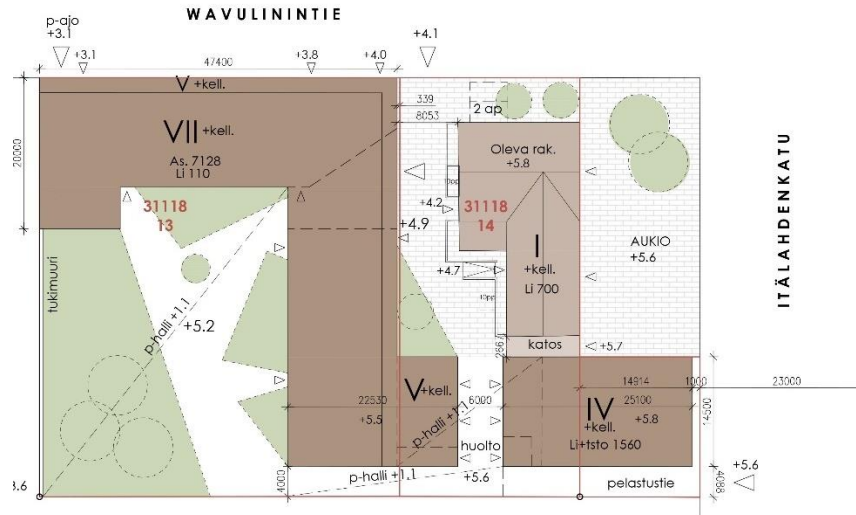 WAVULININTIE
p-ajo
+3.1
+3.1
47400
+3.8
+4.0
+4.1
V +kell.
339
8053
2 ap
VII +kell.
As. 7128
Li 110
20000
Oleva rak.
+5.8
10pp
31118
13
+4.2
31118
14
+4.9
ITÄLAHDENKATU
AUKIO
+5.6
tukimuuri
+4.7
I
+kell.
Li 700
10pp
p-halli +1.1
+5.2
katos
+5.7
2667
14914
1000
23000
V +kell.
22530
6000
25100
+5.5
p-halli +1.1
IV
+kell.
+5.8
Li+tsto 1560
14500
huolto
3.6
4000
p-halli +1.1
+5.6
pelastustie
4088
+5.6